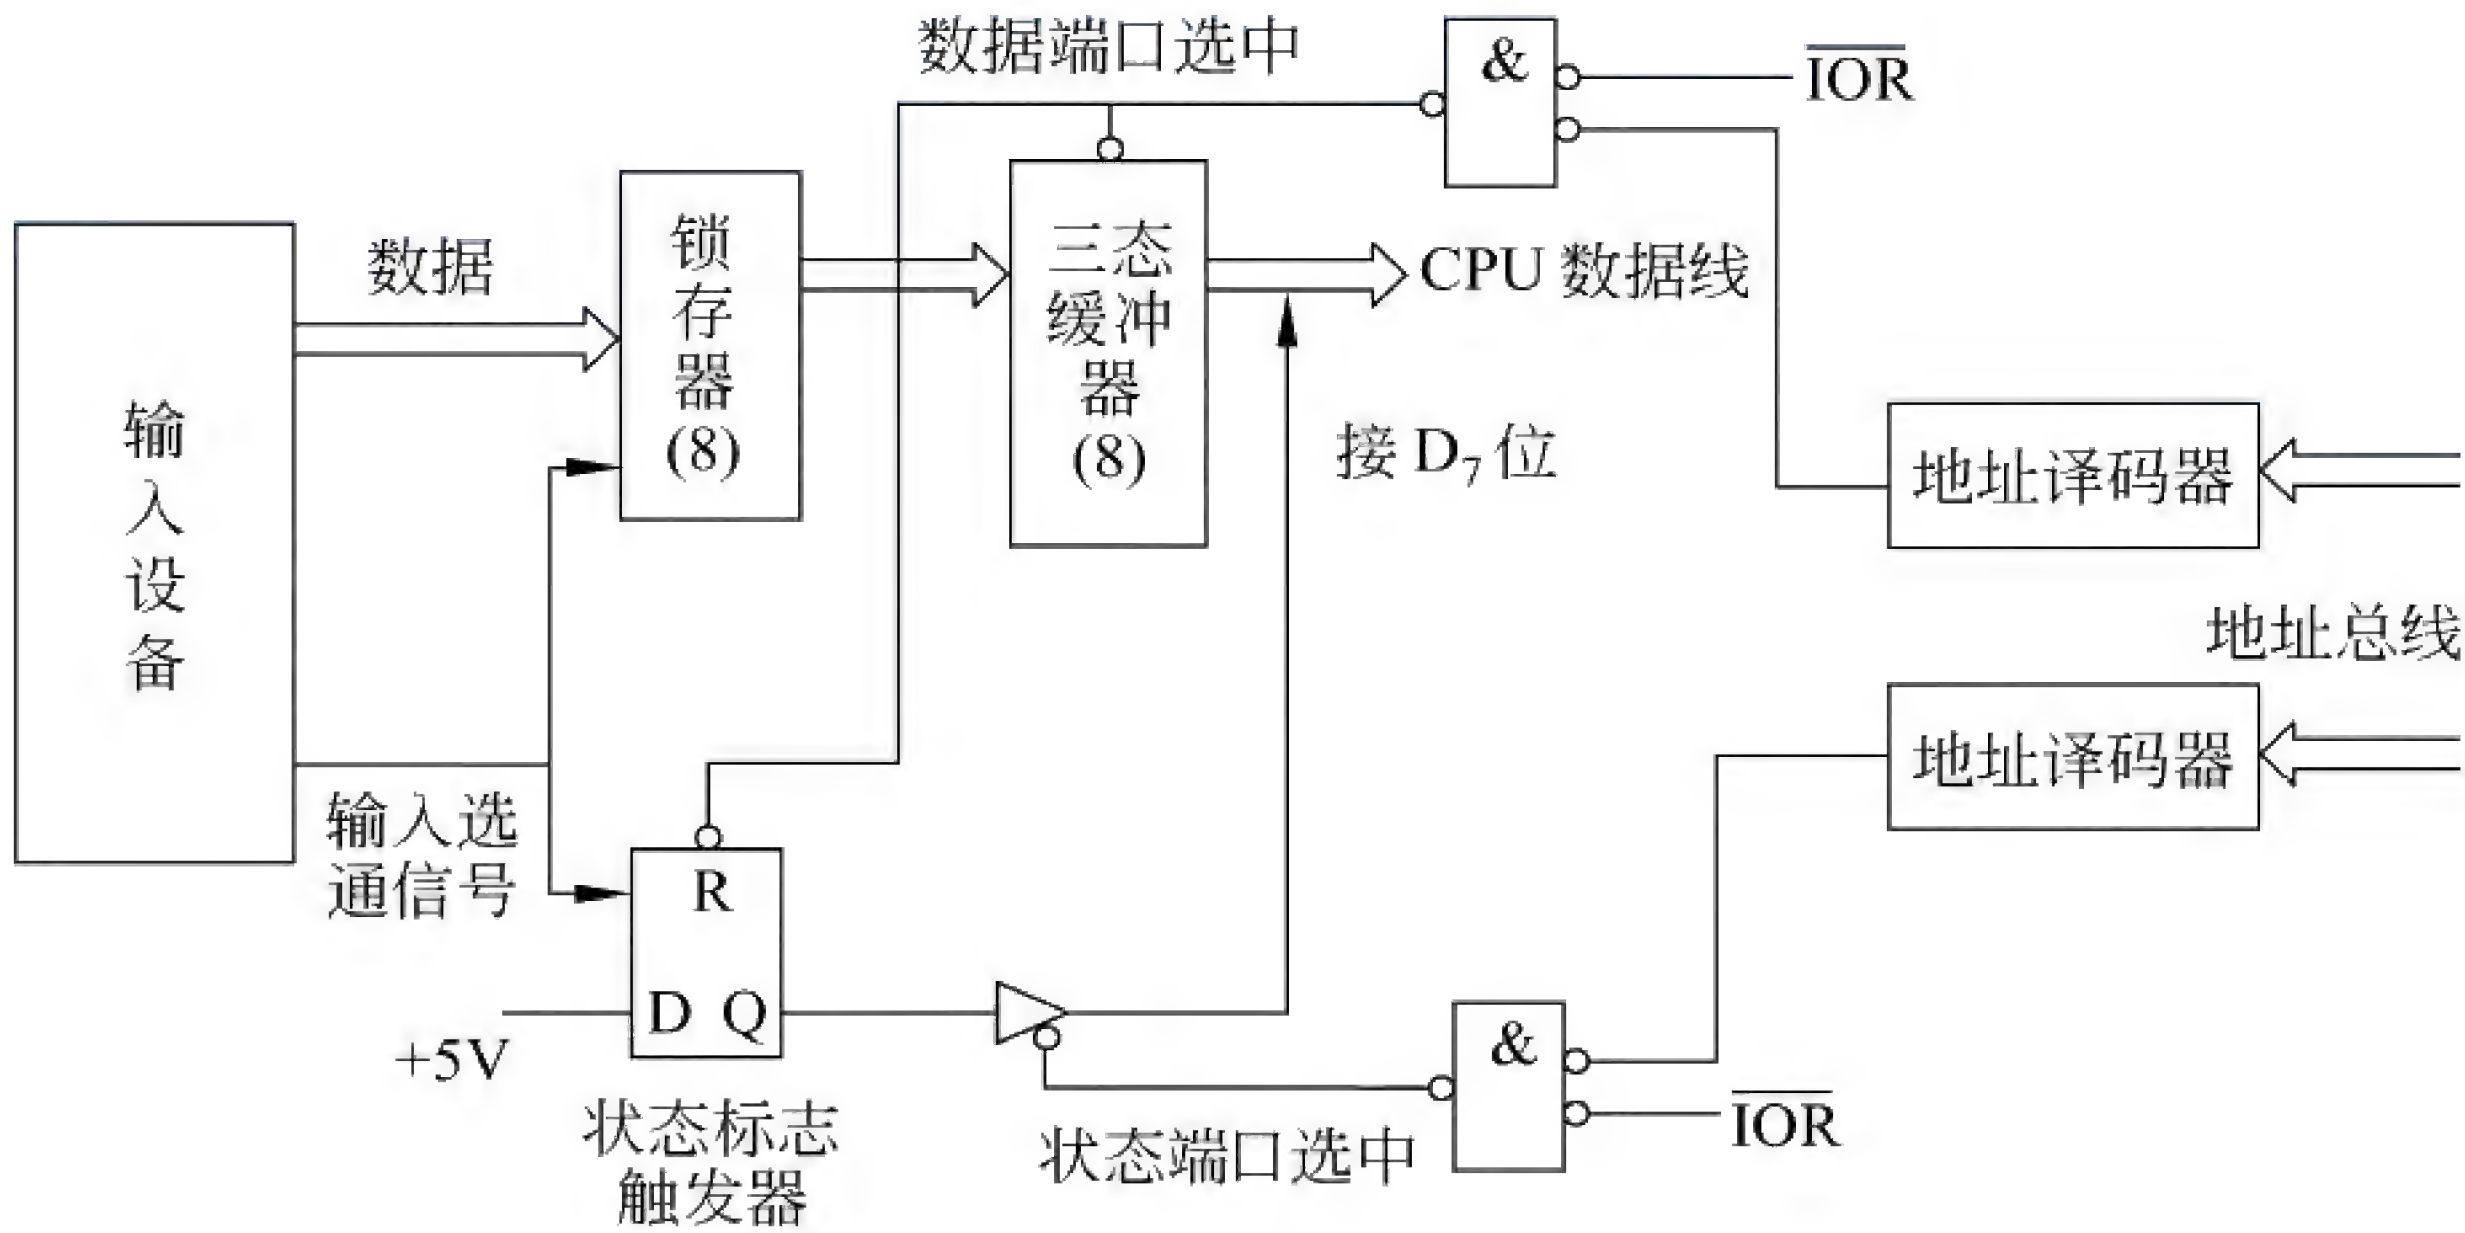 数据端口选中
&
I̅O̅R̅
数据
锁
存
器
(8)
三态
缓冲
器
(8)
CPU 数据线
输
入
设
备
接 D₇ 位
地址译码器
地址总线
地址译码器
输入选
通信号
R
D Q
+5V
&
I̅O̅R̅
状态标志
触发器
状态端口选中